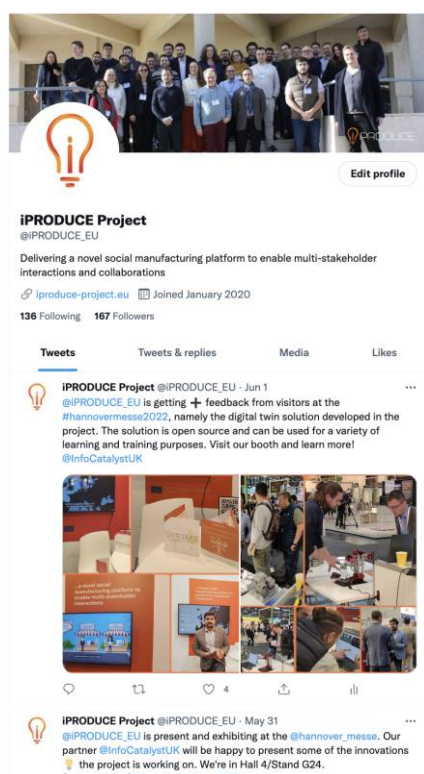 iPRODUCE
Edit profile
iPRODUCE Project
@iPRODUCE_EU
Delivering a novel social manufacturing platform to enable multi-stakeholder
interactions and collaborations
iproduce-project.eu Joined January 2020
136 Following 167 Followers
Tweets Tweets & replies Media Likes
iPRODUCE Project @iPRODUCE_EU · Jun 1
@iPRODUCE_EU is getting ➕ feedback from visitors at the
#hannovermesse2022, namely the digital twin solution developed in the
project. The solution is open source and can be used for a variety of
learning and training purposes. Visit our booth and learn more!
@InfoCatalystUK
...a novel social
manufacturing platform to
enable multi-stakeholder
interactions
4
iPRODUCE Project @iPRODUCE_EU · May 31
@iPRODUCE_EU is present and exhibiting at the @hannover_messe. Our
partner @InfoCatalystUK will be happy to present some of the innovations
💡 the project is working on. We're in Hall 4/Stand G24.